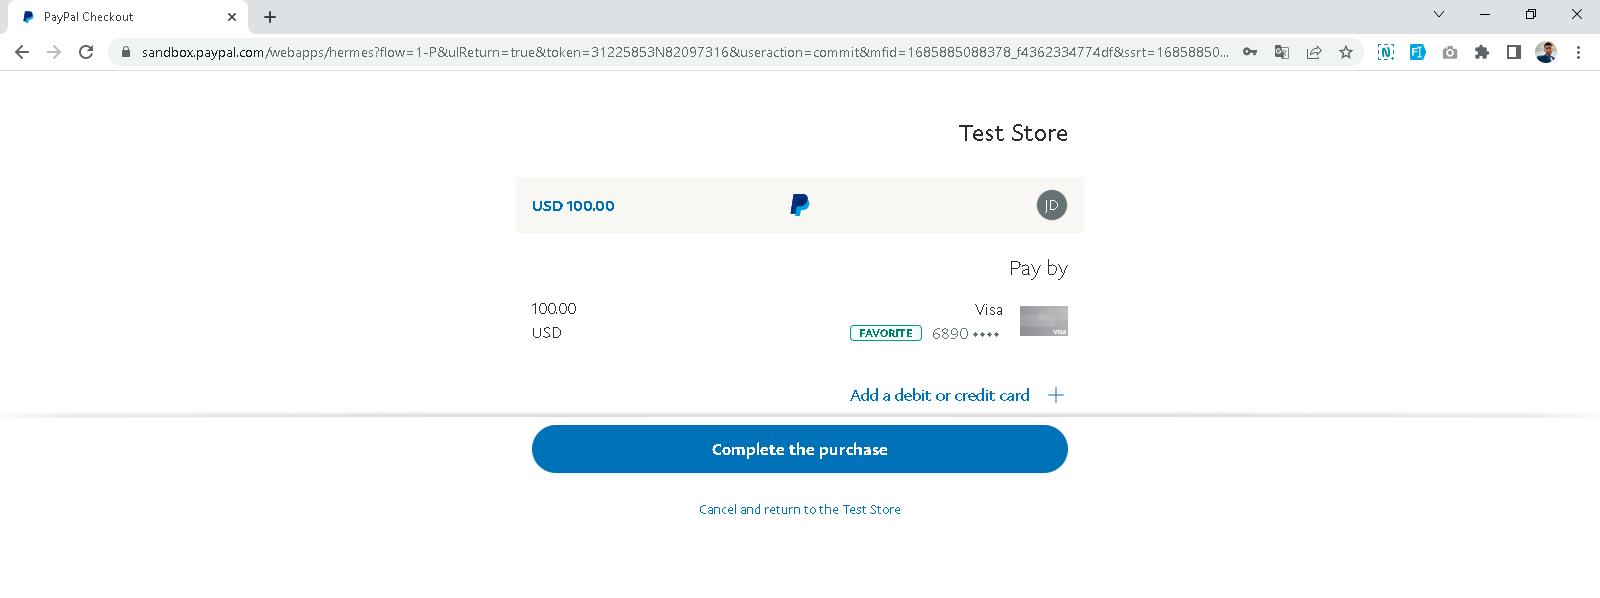 PayPal Checkout
sandbox.paypal.com/webapps/hermes?flow=1-P&ulReturn=true&token=31225853N82097316&useraction=commit&mfid=1685885088378_f4362334774df&ssrt=16858850...
Test Store
USD 100.00
JD
Pay by
100.00
USD
Visa
FAVORITE 6890 ••••
VISA
Add a debit or credit card
Complete the purchase
Cancel and return to the Test Store